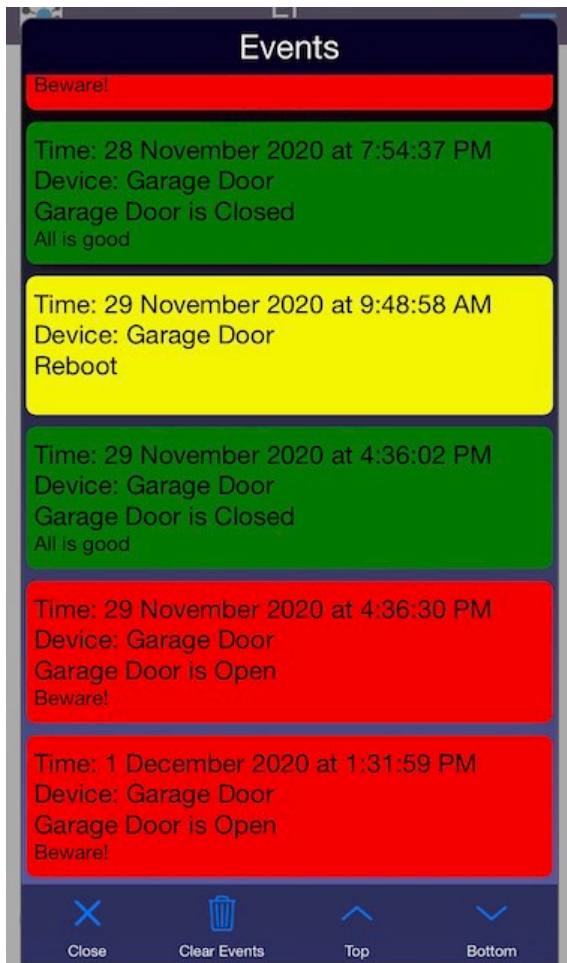 Events
Beware!
Time: 28 November 2020 at 7:54:37 PM
Device: Garage Door
Garage Door is Closed
All is good
Time: 29 November 2020 at 9:48:58 AM
Device: Garage Door
Reboot
Time: 29 November 2020 at 4:36:02 PM
Device: Garage Door
Garage Door is Closed
All is good
Time: 29 November 2020 at 4:36:30 PM
Device: Garage Door
Garage Door is Open
Beware!
Time: 1 December 2020 at 1:31:59 PM
Device: Garage Door
Garage Door is Open
Beware!
Close Clear Events Top Bottom